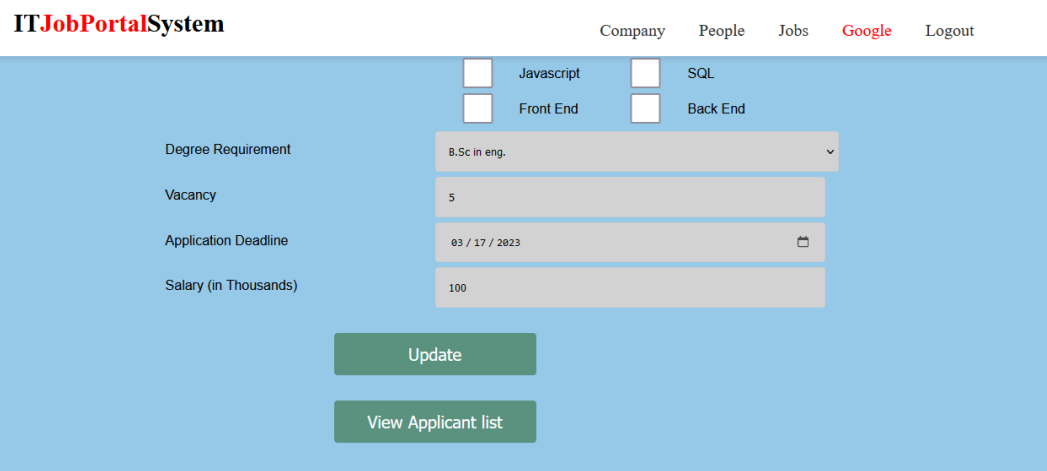 ITJobPortalSystem
Company People Jobs Google Logout
Javascript SQL
Front End Back End
Degree Requirement B.Sc in eng.
Vacancy 5
Application Deadline 03 / 17 / 2023
Salary (in Thousands) 100
Update
View Applicant list